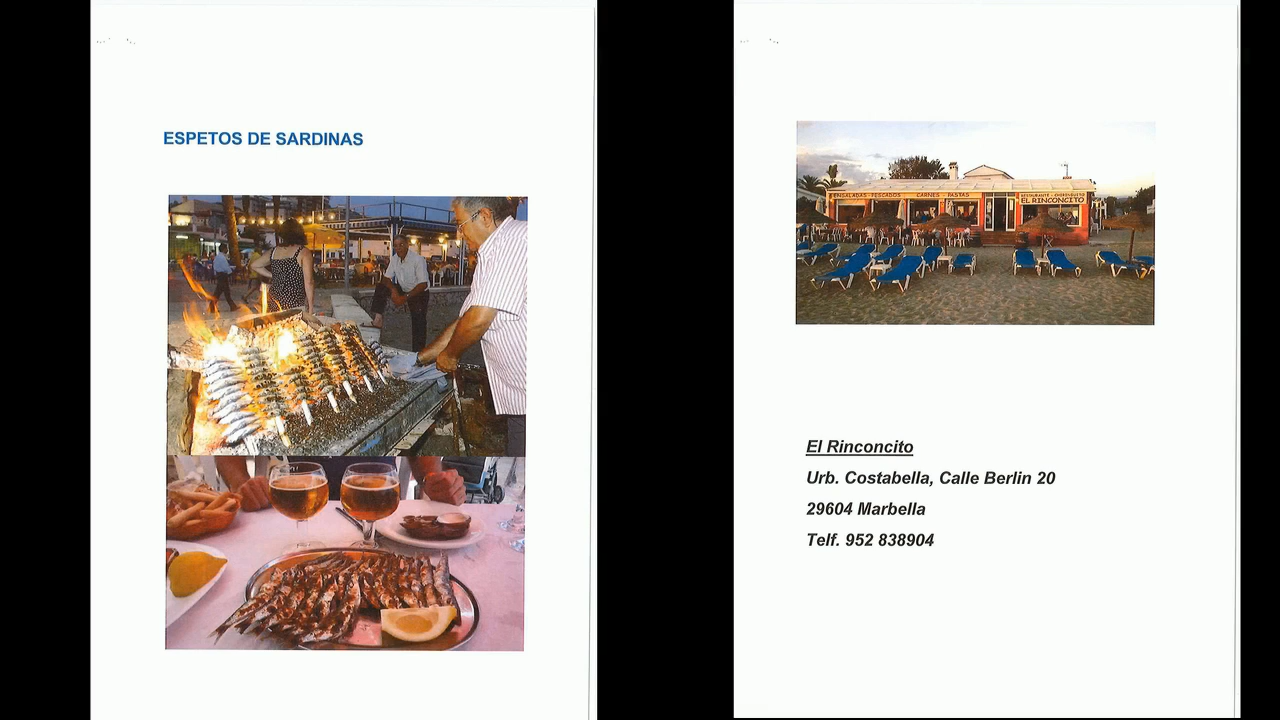 ESPETOS DE SARDINAS
ENSALADAS PESCADOS CARNES PASTAS
RESTAURANTE CHIRINGUITO
EL RINCONCITO
El Rinconcito
Urb. Costabella, Calle Berlin 20
29604 Marbella
Telf. 952 838904